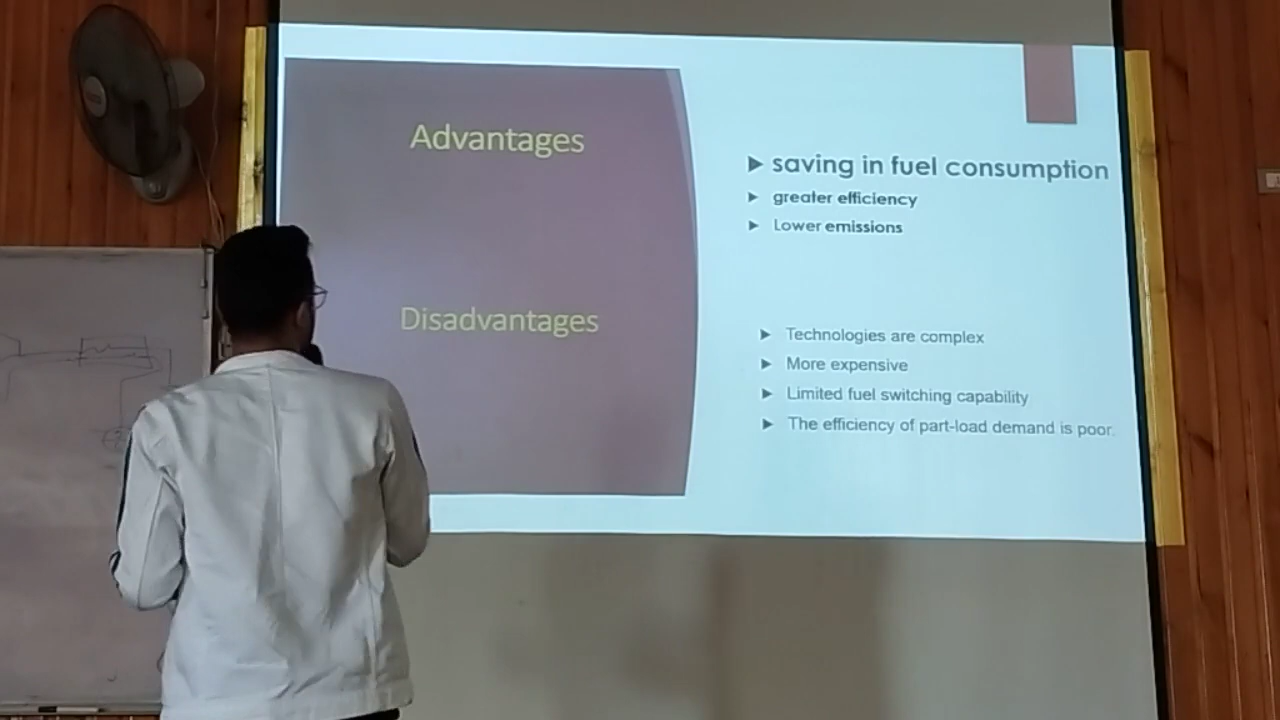 Advantages
saving in fuel consumption
greater efficiency
Lower emissions
Disadvantages
Technologies are complex
More expensive
Limited fuel switching capability
The efficiency of part-load demand is poor.